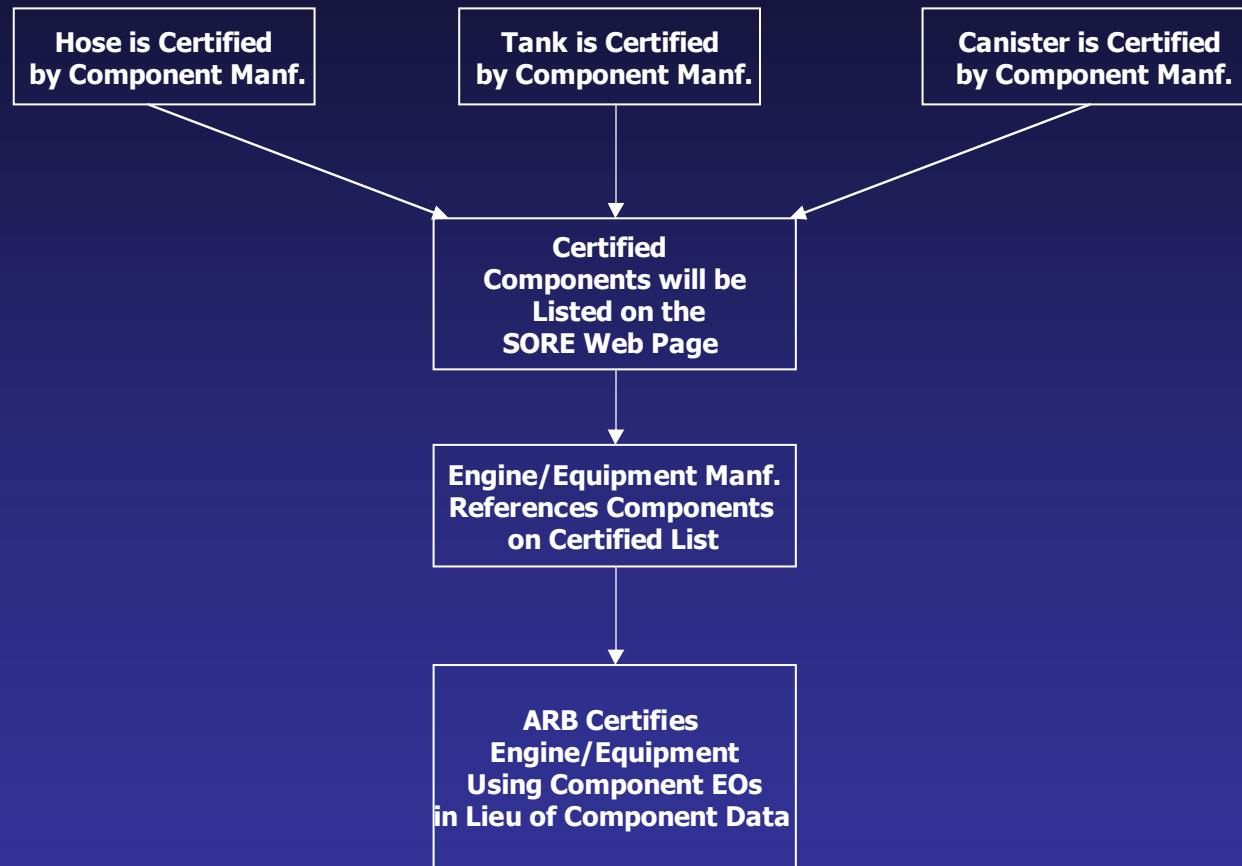 Hose is Certified
by Component Manf.
Tank is Certified
by Component Manf.
Canister is Certified
by Component Manf.
Certified
Components will be
Listed on the
SORE Web Page
Engine/Equipment Manf.
References Components
on Certified List
ARB Certifies
Engine/Equipment
Using Component EOs
in Lieu of Component Data